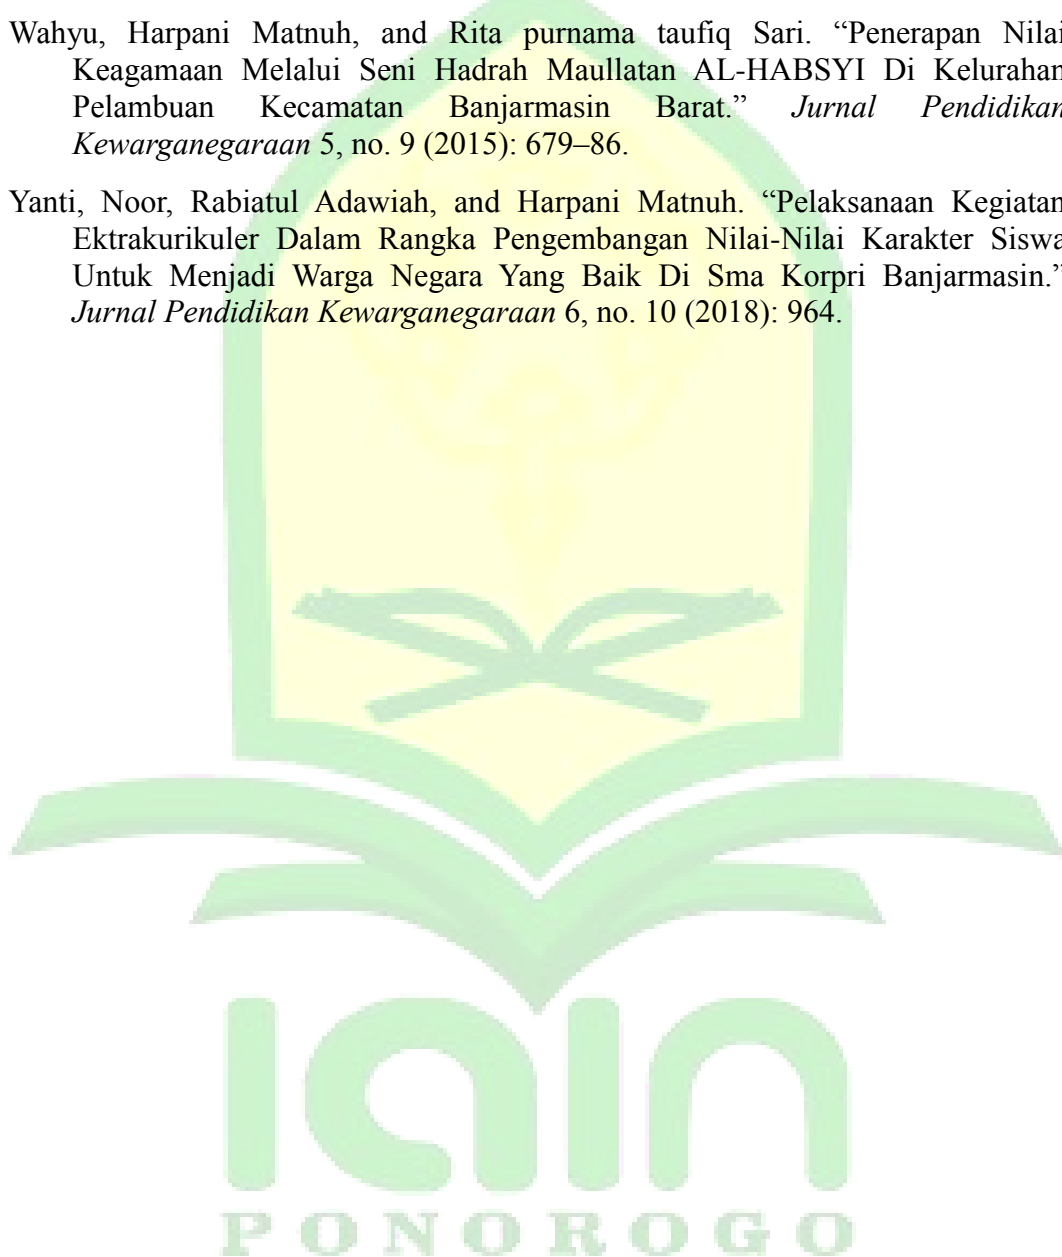 Wahyu, Harpani Matnuh, and Rita purnama taufiq Sari. “Penerapan Nilai
Keagamaan Melalui Seni Hadrah Maullatan AL-HABSYI Di Kelurahan
Pelambuan Kecamatan Banjarmasin Barat.” Jurnal Pendidikan
Kewarganegaraan 5, no. 9 (2015): 679–86.
Yanti, Noor, Rabiatul Adawiah, and Harpani Matnuh. “Pelaksanaan Kegiatan
Ektrakurikuler Dalam Rangka Pengembangan Nilai-Nilai Karakter Siswa
Untuk Menjadi Warga Negara Yang Baik Di Sma Korpri Banjarmasin.”
Jurnal Pendidikan Kewarganegaraan 6, no. 10 (2018): 964.
iain
PONOROGO